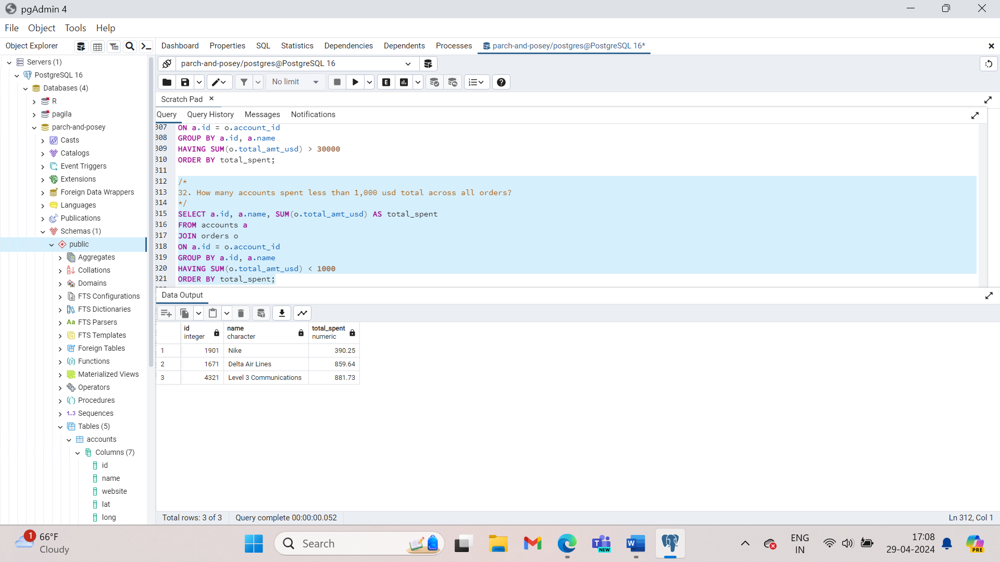 pgAdmin 4
File Object Tools Help
Object Explorer
Dashboard Properties SQL Statistics Dependencies Dependents Processes parch-and-posey/postgres@PostgreSQL 16*
Servers (1)
PostgreSQL 16
Databases (4)
R
pagila
parch-and-posey
Casts
Catalogs
Event Triggers
Extensions
Foreign Data Wrappers
Languages
Publications
Schemas (1)
public
Aggregates
Collations
Domains
FTS Configurations
FTS Dictionaries
Aa FTS Parsers
FTS Templates
Foreign Tables
Functions
Materialized Views
Operators
Procedures
1..3 Sequences
Tables (5)
accounts
Columns (7)
id
name
website
lat
long
parch-and-posey/postgres@PostgreSQL 16
No limit
E
Scratch Pad
Query Query History Messages Notifications
307 ON a.id = o.account_id
308 GROUP BY a.id, a.name
309 HAVING SUM(o.total_amt_usd) > 30000
310 ORDER BY total_spent;
311
312 /*
313 32. How many accounts spent less than 1,000 usd total across all orders?
314 */
315 SELECT a.id, a.name, SUM(o.total_amt_usd) AS total_spent
316 FROM accounts a
317 JOIN orders o
318 ON a.id = o.account_id
319 GROUP BY a.id, a.name
320 HAVING SUM(o.total_amt_usd) < 1000
321 ORDER BY total_spent;
Data Output
id name total_spent
integer character numeric
1 1901 Nike 390.25
2 1671 Delta Air Lines 859.64
3 4321 Level 3 Communications 881.73
Total rows: 3 of 3 Query complete 00:00:00.052 Ln 312, Col 1
1 66°F
Cloudy
Search
NEW
W
ENG
IN
17:08
29-04-2024
PRE